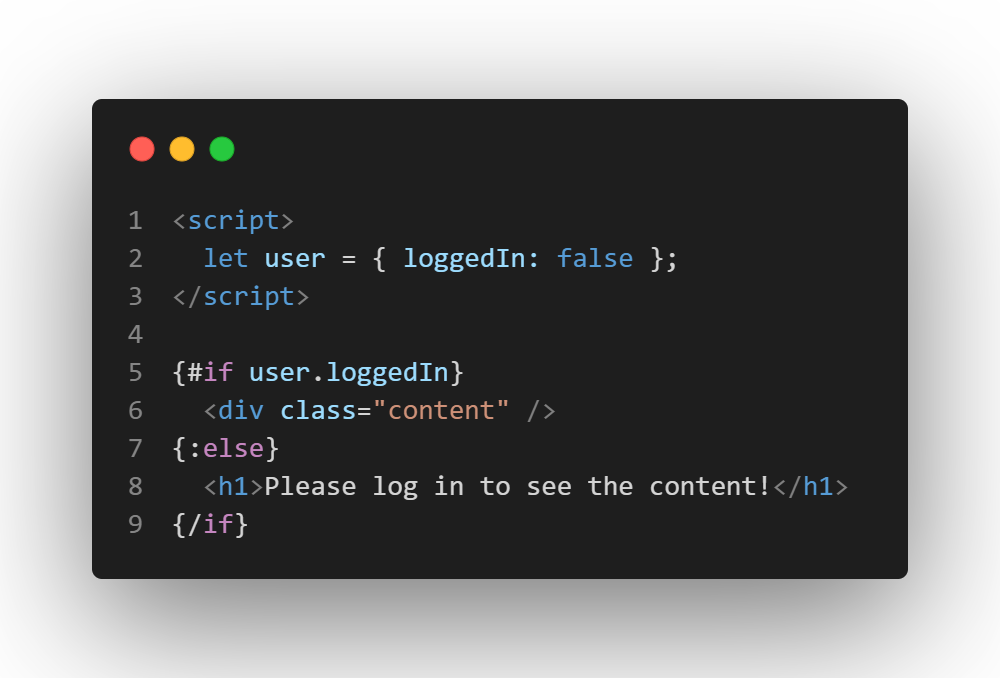 1 <script>
2   let user = { loggedIn: false };
3 </script>
4
5 {#if user.loggedIn}
6   <div class="content" />
7 {:else}
8   <h1>Please log in to see the content!</h1>
9 {/if}